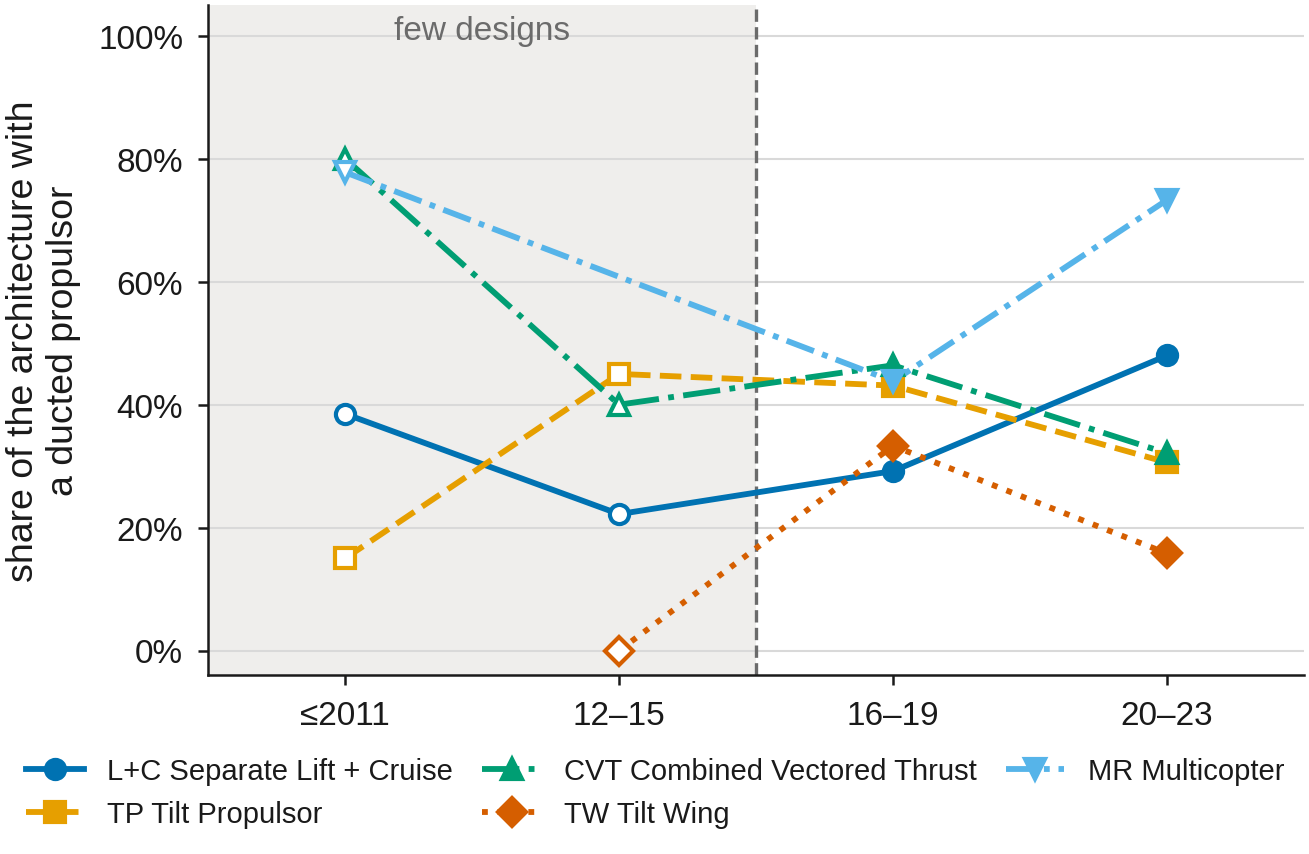 few designs
100%
80%
60%
40%
20%
0%
share of the architecture with
a ducted propulsor
≤2011
12–15
16–19
20–23
L+C Separate Lift + Cruise
CVT Combined Vectored Thrust
MR Multicopter
TP Tilt Propulsor
TW Tilt Wing